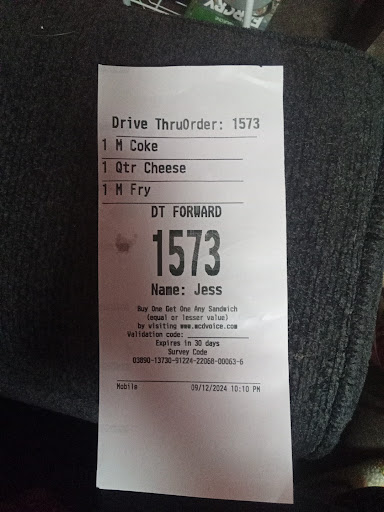 Drive ThruOrder: 1573
1 M Coke
1 Qtr Cheese
1 M Fry
DT FORWARD
1573
Name: Jess
Buy One Get One Any Sandwich
(equal or lesser value)
by visiting www.mcdvoice.com
Validation code: ______________
Expires in 30 days
Survey Code
03890-13730-91224-22068-00063-6
Mobile 09/12/2024 10:10 PM